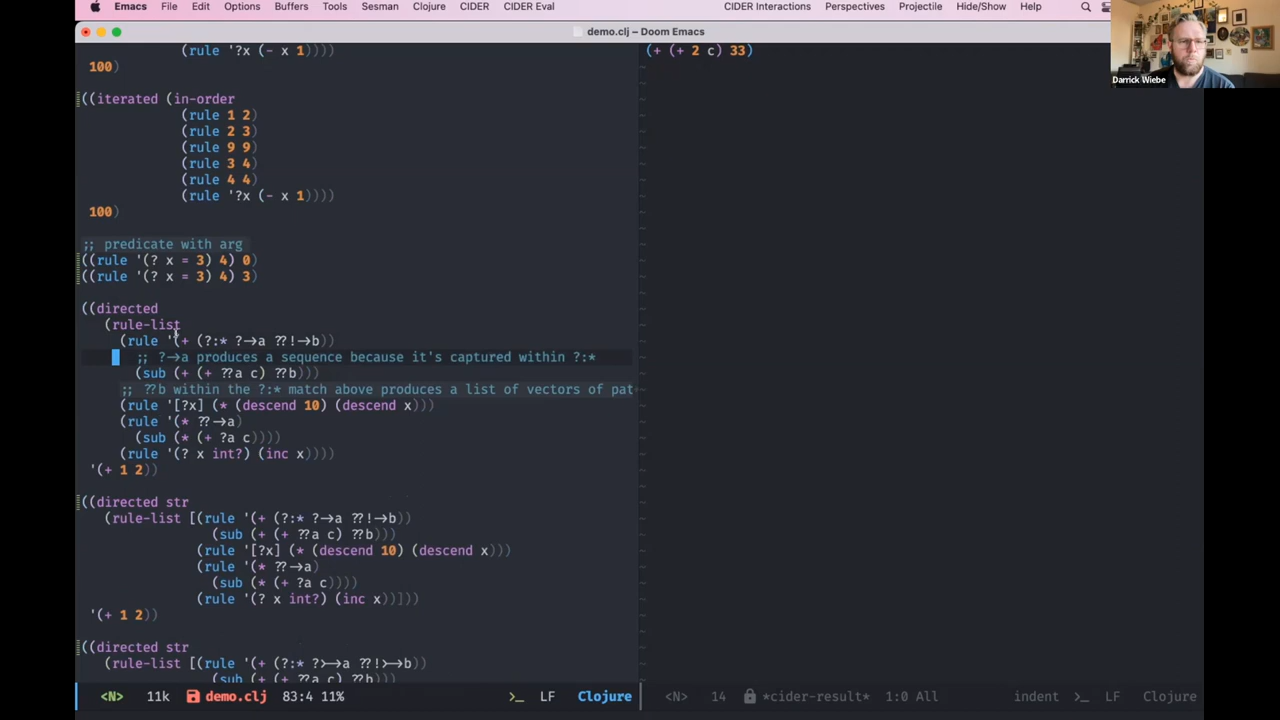 Emacs File Edit Options Buffers Tools Sesman Clojure CIDER CIDER Eval CIDER Interactions Perspectives Projectile Hide/Show Help
demo.clj – Doom Emacs
(rule '?x (- x 1))))
100)
((iterated (in-order
(rule 1 2)
(rule 2 3)
(rule 9 9)
(rule 3 4)
(rule 4 4)
(rule '?x (- x 1))))
100)
;; predicate with arg
((rule '(? x = 3) 4) 0)
((rule '(? x = 3) 4) 3)
((directed
(rule-list
(rule '(+ (?:* ?->a ??!->b))
;; ?->a produces a sequence because it's captured within ?:*
(sub (+ (+ ??a c) ??b)))
;; ??b within the ?:* match above produces a list of vectors of pat
(rule '[?x] (* (descend 10) (descend x)))
(rule '(* ??->a)
(sub (* (+ ?a c))))
(rule '(? x int?) (inc x))))
'(+ 1 2))
((directed str
(rule-list [(rule '(+ (?:* ?->a ??!->b))
(sub (+ (+ ??a c) ??b)))
(rule '[?x] (* (descend 10) (descend x)))
(rule '(* ??->a)
(sub (* (+ ?a c))))
(rule '(? x int?) (inc x))]))
'(+ 1 2))
((directed str
(rule-list [(rule '(+ (?:* ?>->a ??!>->b))
(sub (+ (+ ??a c) ??b)))
<N> 11k demo.clj 83:4 11% >_ LF Clojure
(+ (+ 2 c) 33)
<N> 14 *cider-result* 1:0 All indent >_ LF Clojure
Darrick Wiebe